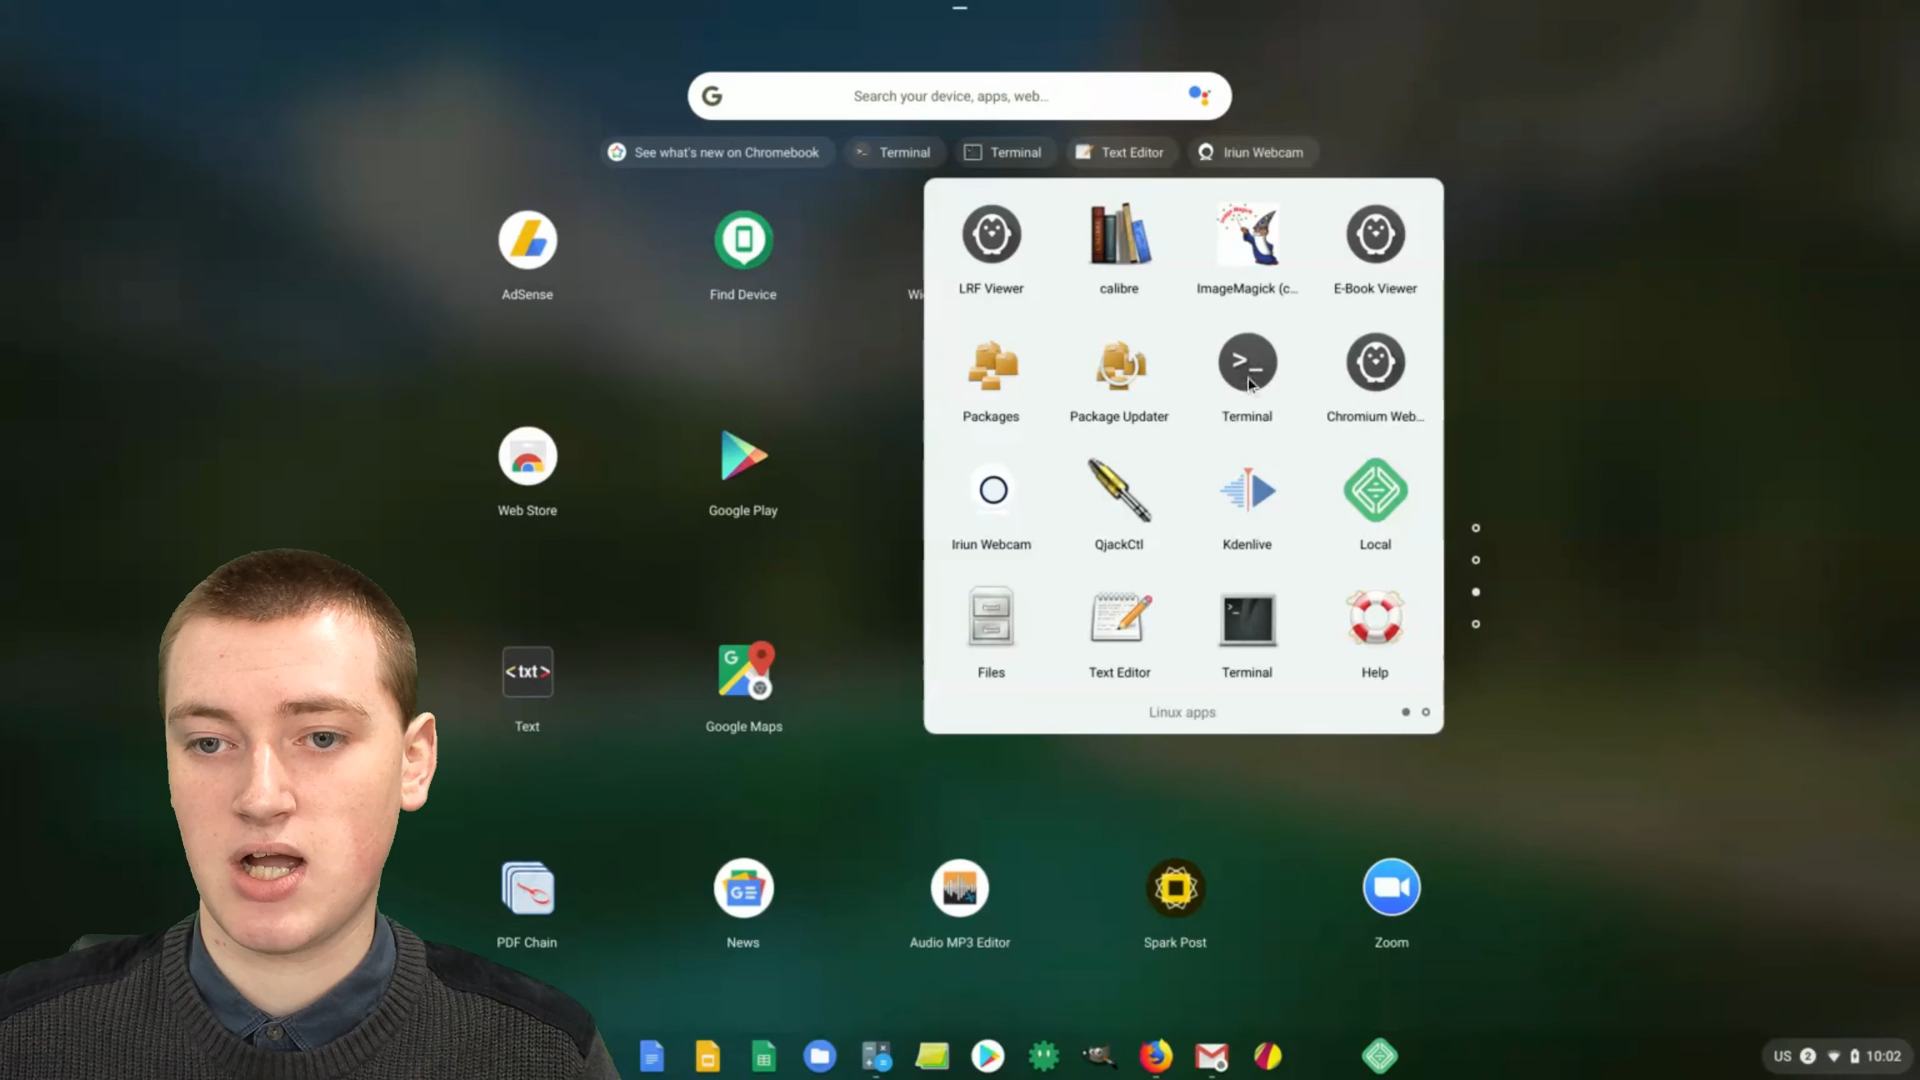 Search your device, apps, web...
See what's new on Chromebook
Terminal
Terminal
Text Editor
Iriun Webcam
AdSense
Find Device
Wi
LRF Viewer
calibre
ImageMagick (c...
E-Book Viewer
Packages
Package Updater
Terminal
Chromium Web...
Web Store
Google Play
Iriun Webcam
QjackCtl
Kdenlive
Local
<txt>
Text
Google Maps
Files
Text Editor
Terminal
Help
Linux apps
PDF Chain
News
Audio MP3 Editor
Spark Post
Zoom
US 2 10:02